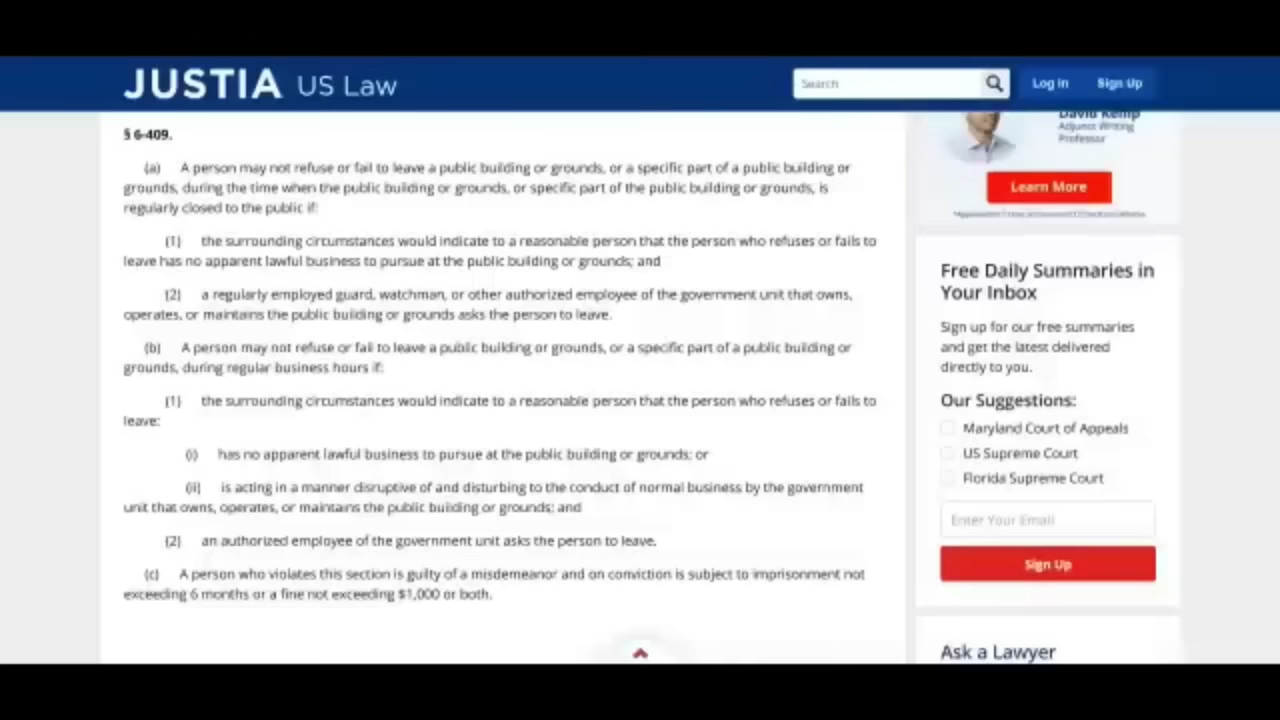 JUSTIA US Law
Search
Log In
Sign Up
§ 6-409.
(a) A person may not refuse or fail to leave a public building or grounds, or a specific part of a public building or
grounds, during the time when the public building or grounds, or specific part of the public building or grounds, is
regularly closed to the public if:
(1) the surrounding circumstances would indicate to a reasonable person that the person who refuses or fails to
leave has no apparent lawful business to pursue at the public building or grounds; and
(2) a regularly employed guard, watchman, or other authorized employee of the government unit that owns,
operates, or maintains the public building or grounds asks the person to leave.
(b) A person may not refuse or fail to leave a public building or grounds, or a specific part of a public building or
grounds, during regular business hours if:
(1) the surrounding circumstances would indicate to a reasonable person that the person who refuses or fails to
leave:
(i) has no apparent lawful business to pursue at the public building or grounds; or
(ii) is acting in a manner disruptive of and disturbing to the conduct of normal business by the government
unit that owns, operates, or maintains the public building or grounds; and
(2) an authorized employee of the government unit asks the person to leave.
(c) A person who violates this section is guilty of a misdemeanor and on conviction is subject to imprisonment not
exceeding 6 months or a fine not exceeding $1,000 or both.
David Kemp
Adjunct Writing
Professor
Learn More
Free Daily Summaries in
Your Inbox
Sign up for our free summaries
and get the latest delivered
directly to you.
Our Suggestions:
Maryland Court of Appeals
US Supreme Court
Florida Supreme Court
Enter Your Email
Sign Up
Ask a Lawyer